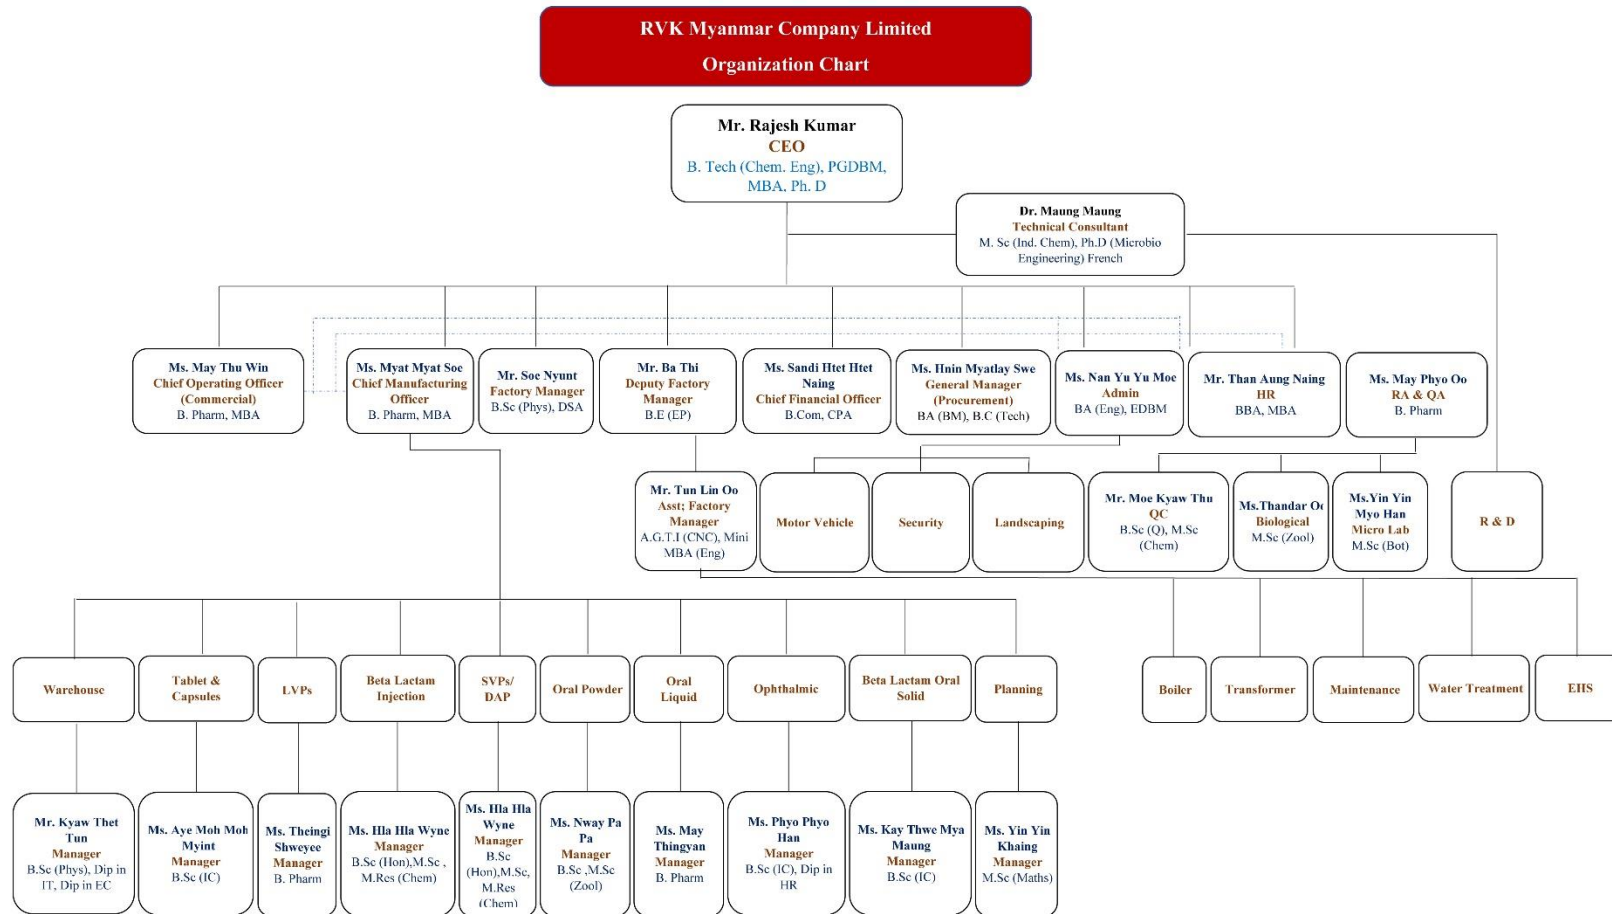 RVK Myanmar Company Limited
Organization Chart
Mr. Rajesh Kumar
CEO
B. Tech (Chem. Eng), PGDBM,
MBA, Ph. D
Dr. Maung Maung
Technical Consultant
M. Sc (Ind. Chem), Ph.D (Microbio
Engineering) French
Ms. May Thu Win
Chief Operating Officer
(Commercial)
B. Pharm, MBA
Ms. Myat Myat Soe
Chief Manufacturing
Officer
B. Pharm, MBA
Mr. Soe Nyunt
Factory Manager
B.Sc (Phys), DSA
Mr. Ba Thi
Deputy Factory
Manager
B.E (EP)
Ms. Sandi Htet Htet
Naing
Chief Financial Officer
B.Com, CPA
Ms. Hnin Myatlay Swe
General Manager
(Procurement)
BA (BM), B.C (Tech)
Ms. Nan Yu Yu Moe
Admin
BA (Eng), EDBM
Mr. Than Aung Naing
HR
BBA, MBA
Ms. May Phyo Oo
RA & QA
B. Pharm
Mr. Tun Lin Oo
Asst; Factory
Manager
A.G.T.I (CNC), Mini
MBA (Eng)
Motor Vehicle
Security
Landscaping
Mr. Moe Kyaw Thu
QC
B.Sc (Q), M.Sc
(Chem)
Ms.Thandar Oo
Biological
M.Sc (Zool)
Ms.Yin Yin
Myo Han
Micro Lab
M.Sc (Bot)
R & D
Warehouse
Tablet &
Capsules
LVPs
Beta Lactam
Injection
SVPs/
DAP
Oral Powder
Oral
Liquid
Ophthalmic
Beta Lactam Oral
Solid
Planning
Boiler
Transformer
Maintenance
Water Treatment
EHS
Mr. Kyaw Thet
Tun
Manager
B.Sc (Phys), Dip in
IT, Dip in EC
Ms. Aye Moh Moh
Myint
Manager
B.Sc (IC)
Ms. Theingi
Shweyee
Manager
B. Pharm
Ms. Hla Hla Wyne
Manager
B.Sc (Hon),M.Sc ,
M.Res (Chem)
Ms. Hla Hla
Wyne
Manager
B.Sc
(Hon),M.Sc,
M.Res
(Chem)
Ms. Nway Pa
Pa
Manager
B.Sc ,M.Sc
(Zool)
Ms. May
Thingyan
Manager
B. Pharm
Ms. Phyo Phyo
Han
Manager
B.Sc (IC), Dip in
HR
Ms. Kay Thwe Mya
Maung
Manager
B.Sc (IC)
Ms. Yin Yin
Khaing
Manager
M.Sc (Maths)